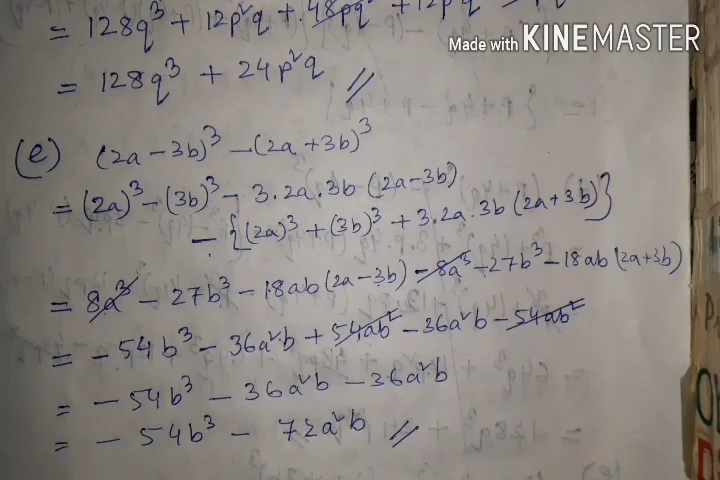 = 128q³ + 12p²q + 48pq² + 12p²q
Made with KINEMASTER
= 128q³ + 24p²q //
(e) (2a - 3b)³ - (2a + 3b)³
= (2a)³ - (3b)³ - 3.2a.3b (2a - 3b)
- {(2a)³ + (3b)³ + 3.2a.3b (2a + 3b)}
= 8a³ - 27b³ - 18ab (2a - 3b) - 8a³ - 27b³ - 18ab (2a + 3b)
= - 54b³ - 36a²b + 54ab² - 36a²b - 54ab²
= - 54b³ - 36a²b - 36a²b
= - 54b³ - 72a²b //